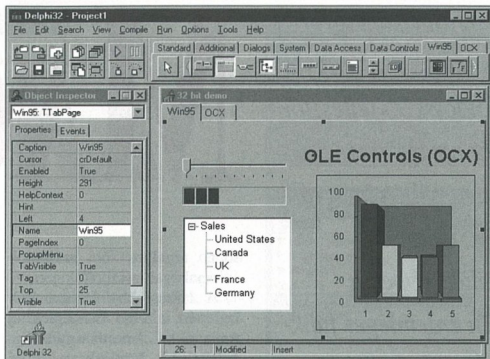 Delphi32 - Project1
File Edit Search View Compile Run Options Tools Help
Standard Additional Dialogs System Data Access Data Controls Win95 OCX
Object Inspector
Win95: TTabPage
Properties Events
Caption Win95
Cursor crDefault
Enabled True
Height 291
HelpContext 0
Hint
Left 4
Name Win95
PageIndex 0
PopupMenu
TabVisible True
Tag 0
Top 25
Visible True
Delphi 32
32 bit demo
Win95 OCX
OLE Controls (OCX)
Sales
United States
Canada
UK
France
Germany
100
80
60
40
20
0
1 2 3 4 5
26: 1 Modified Insert